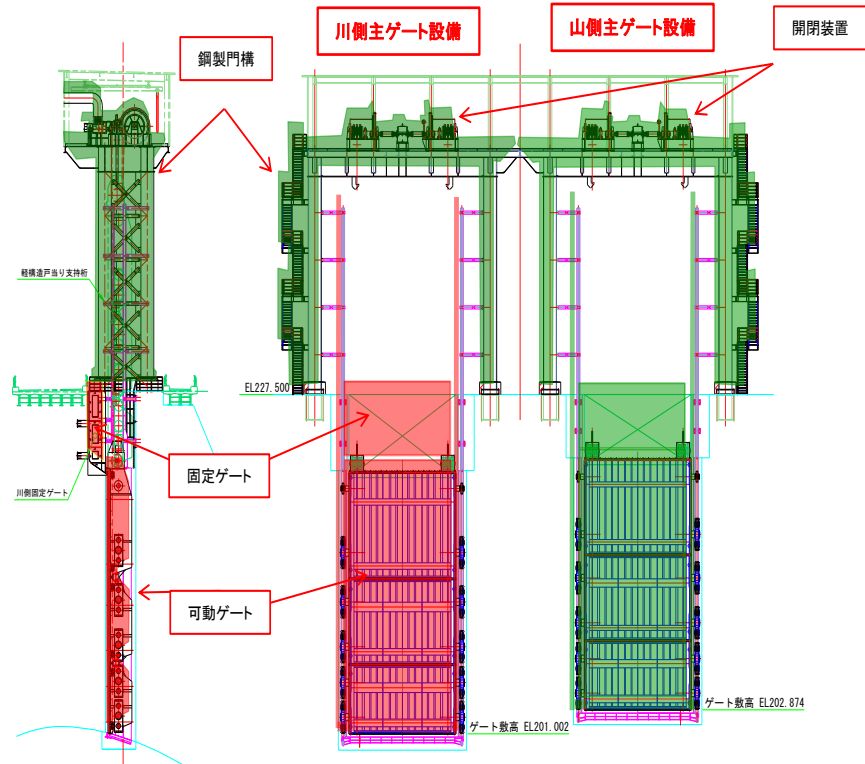 川側主ゲート設備
山側主ゲート設備
開閉装置
鋼製門構
軽構造戸当り支持桁
EL227.500
固定ゲート
川側固定ゲート
可動ゲート
ゲート敷高 EL202.874
ゲート敷高 EL201.002